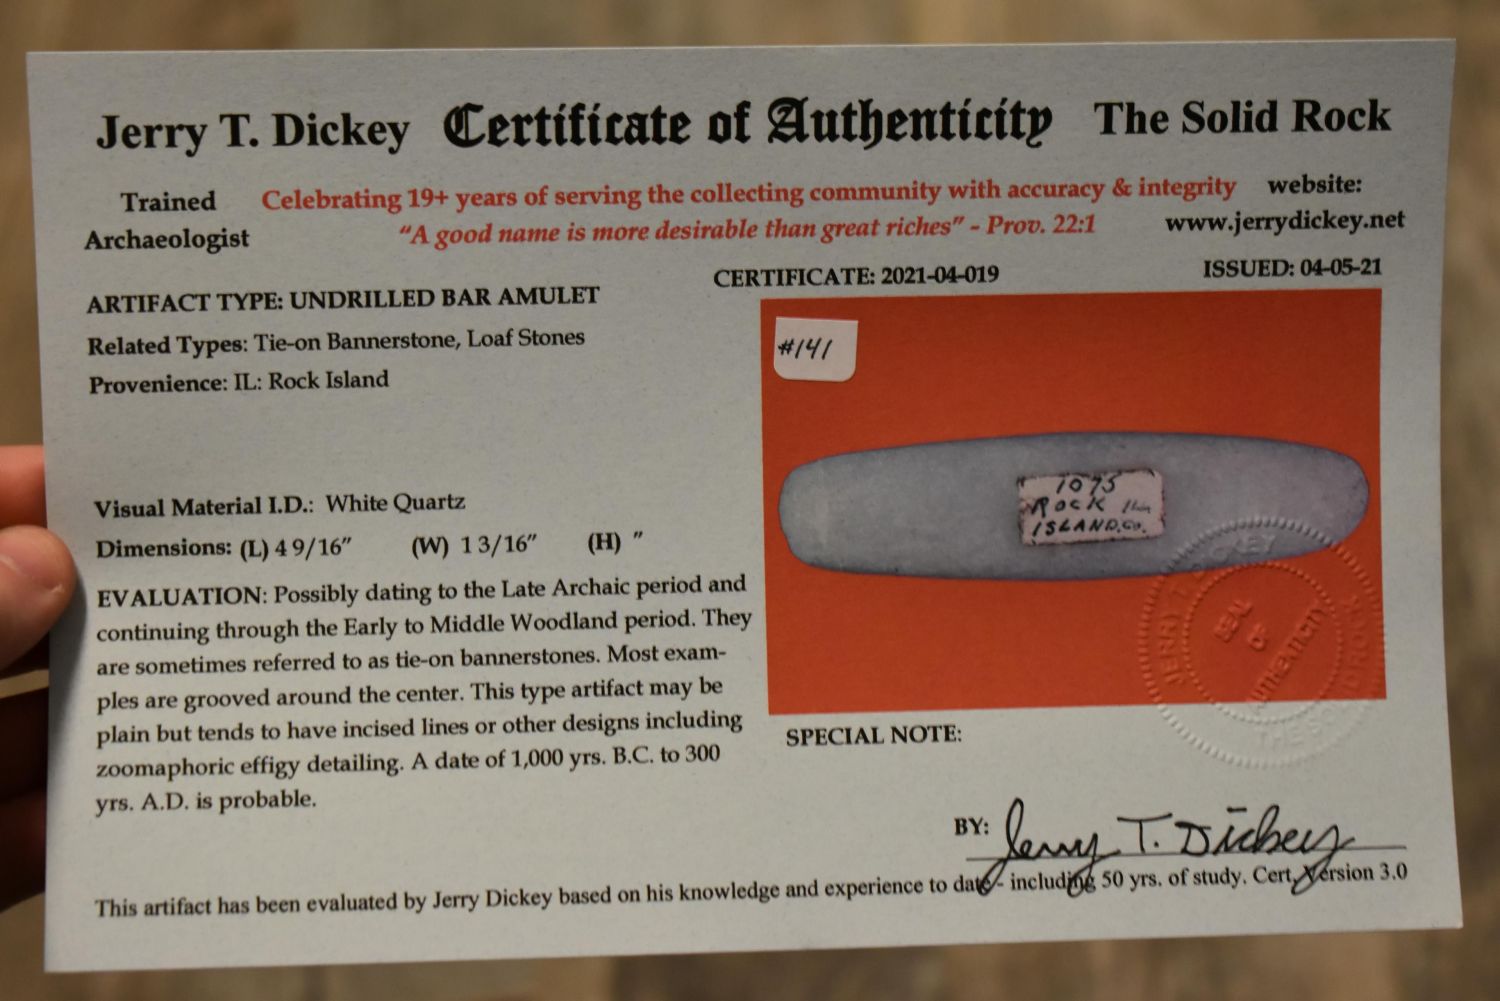 Jerry T. Dickey Certificate of Authenticity The Solid Rock
Trained Archaeologist
Celebrating 19+ years of serving the collecting community with accuracy & integrity
"A good name is more desirable than great riches" - Prov. 22:1
website:
www.jerrydickey.net
CERTIFICATE: 2021-04-019
ISSUED: 04-05-21
ARTIFACT TYPE: UNDRILLED BAR AMULET
Related Types: Tie-on Bannerstone, Loaf Stones
Provenience: IL: Rock Island
Visual Material I.D.: White Quartz
Dimensions: (L) 4 9/16" (W) 1 3/16" (H) "
EVALUATION: Possibly dating to the Late Archaic period and
continuing through the Early to Middle Woodland period. They
are sometimes referred to as tie-on bannerstones. Most exam-
ples are grooved around the center. This type artifact may be
plain but tends to have incised lines or other designs including
zoomaphoric effigy detailing. A date of 1,000 yrs. B.C. to 300
yrs. A.D. is probable.
#141
1075
ROCK
ISLAND.CO.
JERRY T. DICKEY
SEAL
OF
AUTHENTICITY
THE SOLID ROCK
SPECIAL NOTE:
BY: Jerry T. Dickey
This artifact has been evaluated by Jerry Dickey based on his knowledge and experience to date - including 50 yrs. of study. Cert. Version 3.0